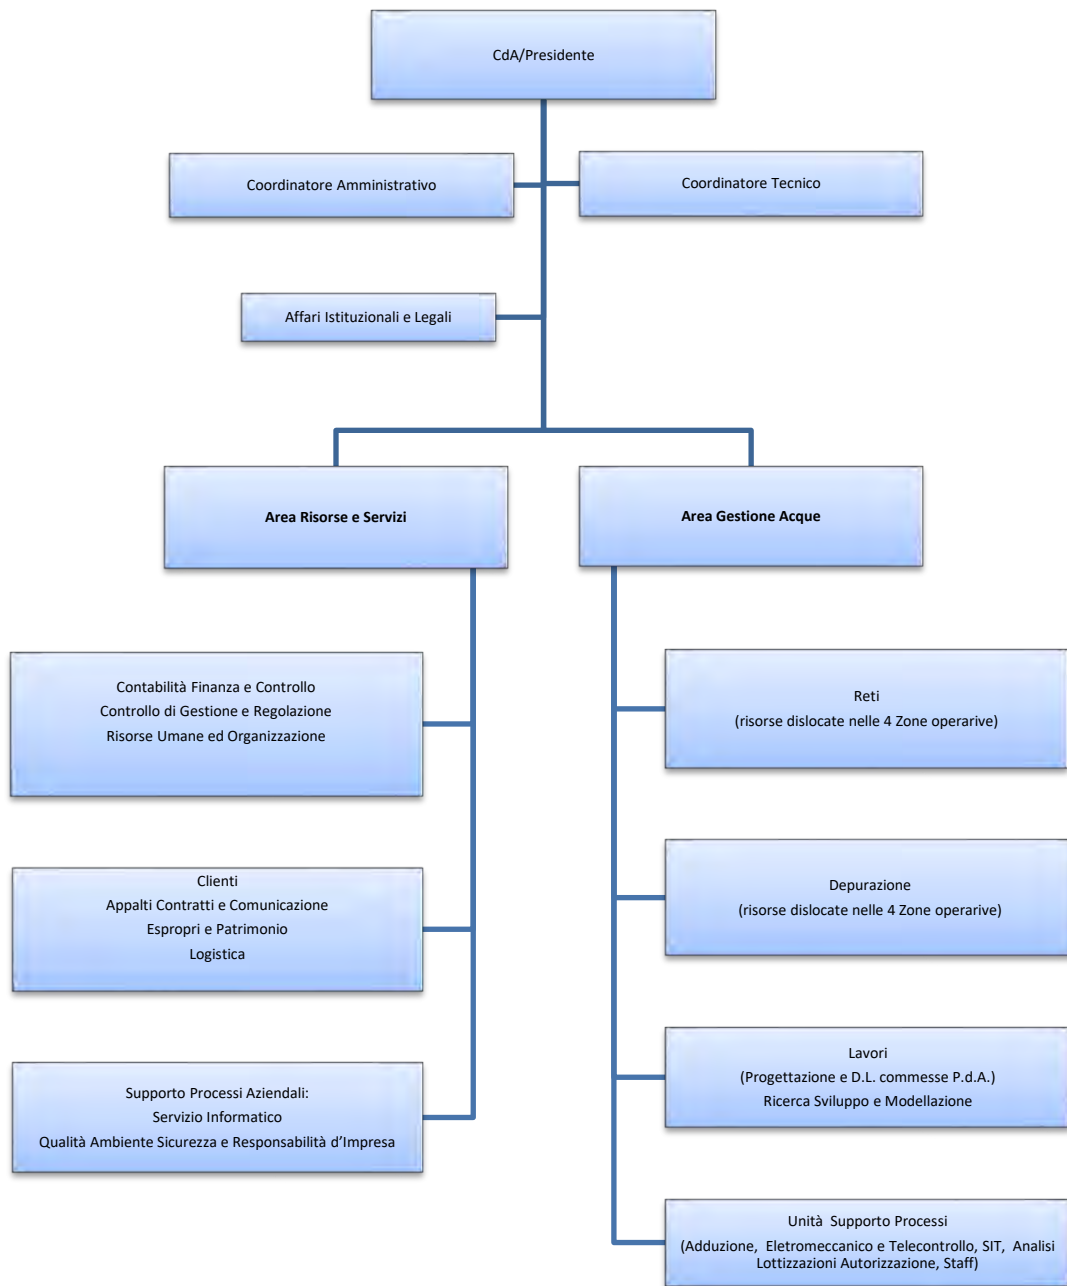 CdA/Presidente
Coordinatore Amministrativo
Coordinatore Tecnico
Affari Istituzionali e Legali
Area Risorse e Servizi
Area Gestione Acque
Contabilità Finanza e Controllo
Controllo di Gestione e Regolazione
Risorse Umane ed Organizzazione
Clienti
Appalti Contratti e Comunicazione
Espropri e Patrimonio
Logistica
Supporto Processi Aziendali:
Servizio Informatico
Qualità Ambiente Sicurezza e Responsabilità d’Impresa
Reti
(risorse dislocate nelle 4 Zone operarive)
Depurazione
(risorse dislocate nelle 4 Zone operarive)
Lavori
(Progettazione e D.L. commesse P.d.A.)
Ricerca Sviluppo e Modellazione
Unità Supporto Processi
(Adduzione, Eletromeccanico e Telecontrollo, SIT, Analisi
Lottizzazioni Autorizzazione, Staff)